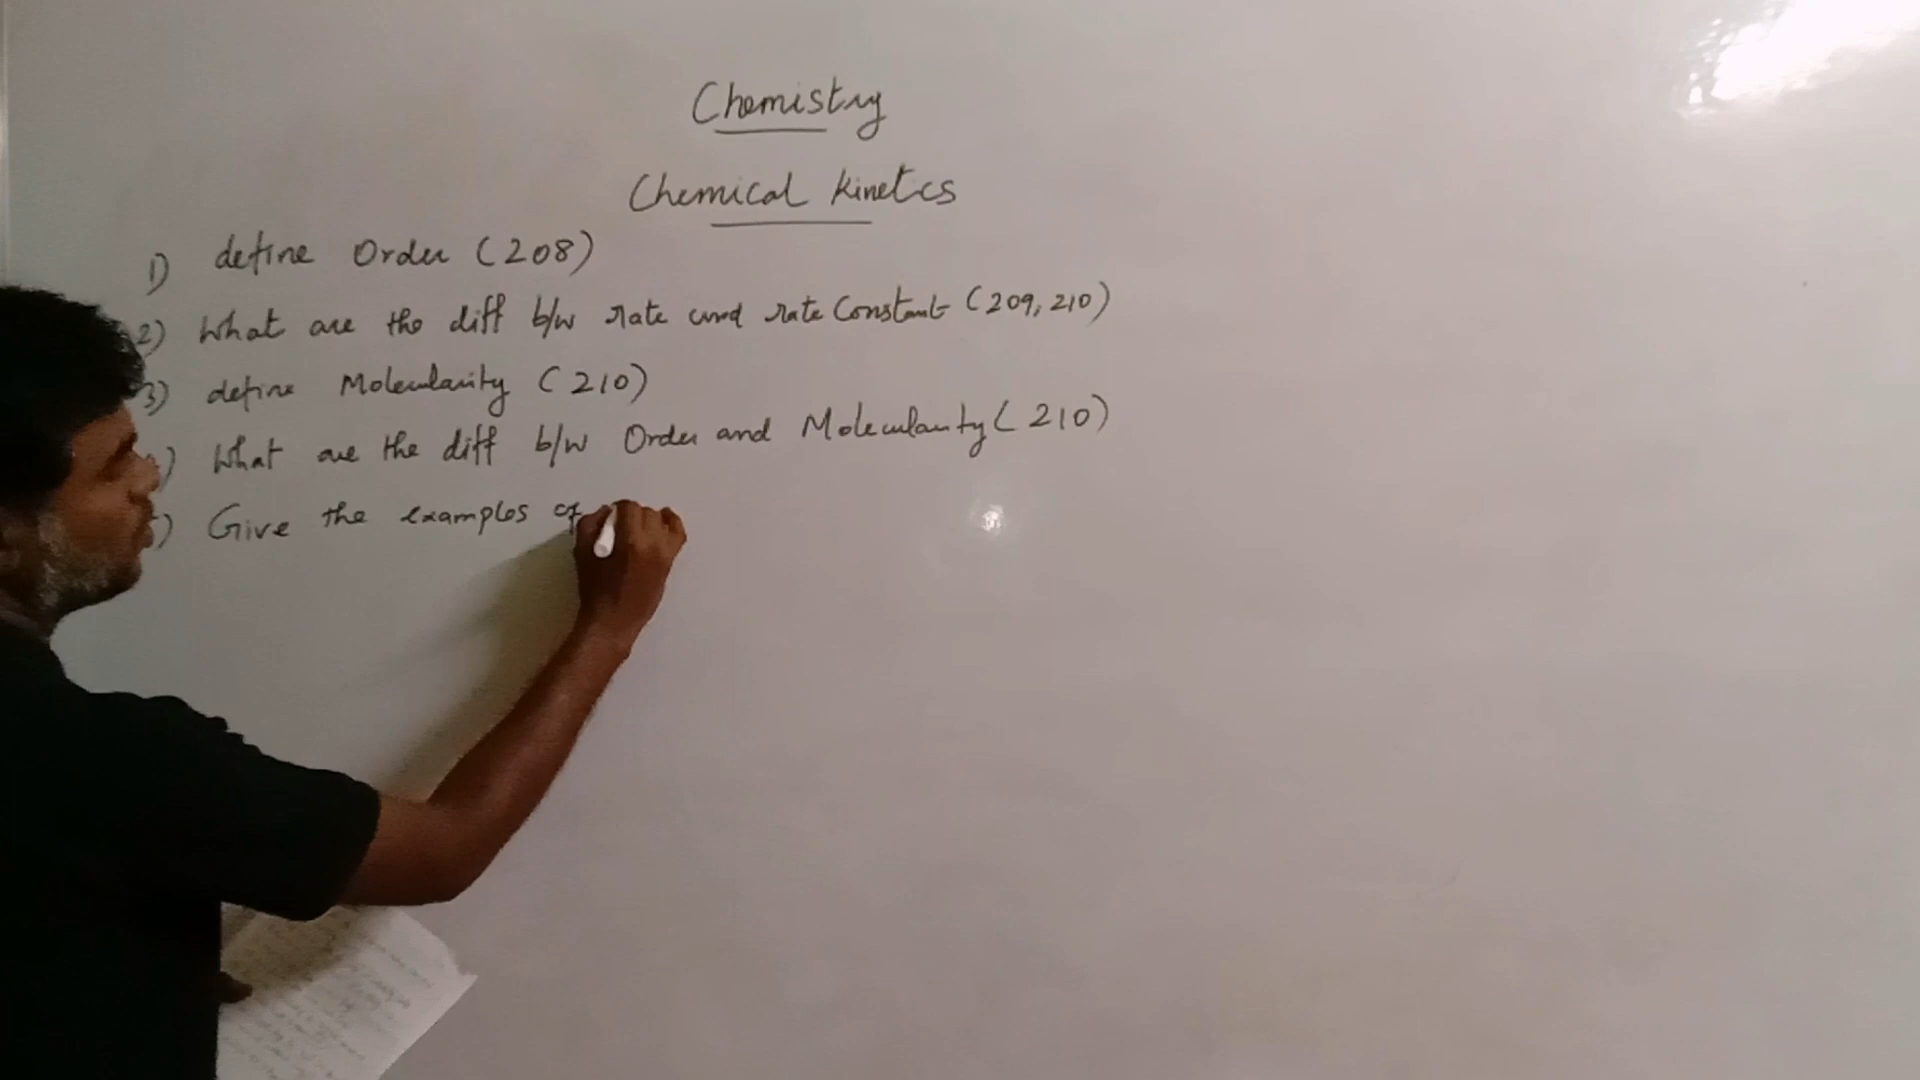 Chemistry
Chemical kinetics
1) define Order (208)
2) What are the diff b/w rate and rate Constant (209, 210)
3) define Molecularity (210)
) What are the diff b/w Order and Molecularity (210)
) Give the examples of